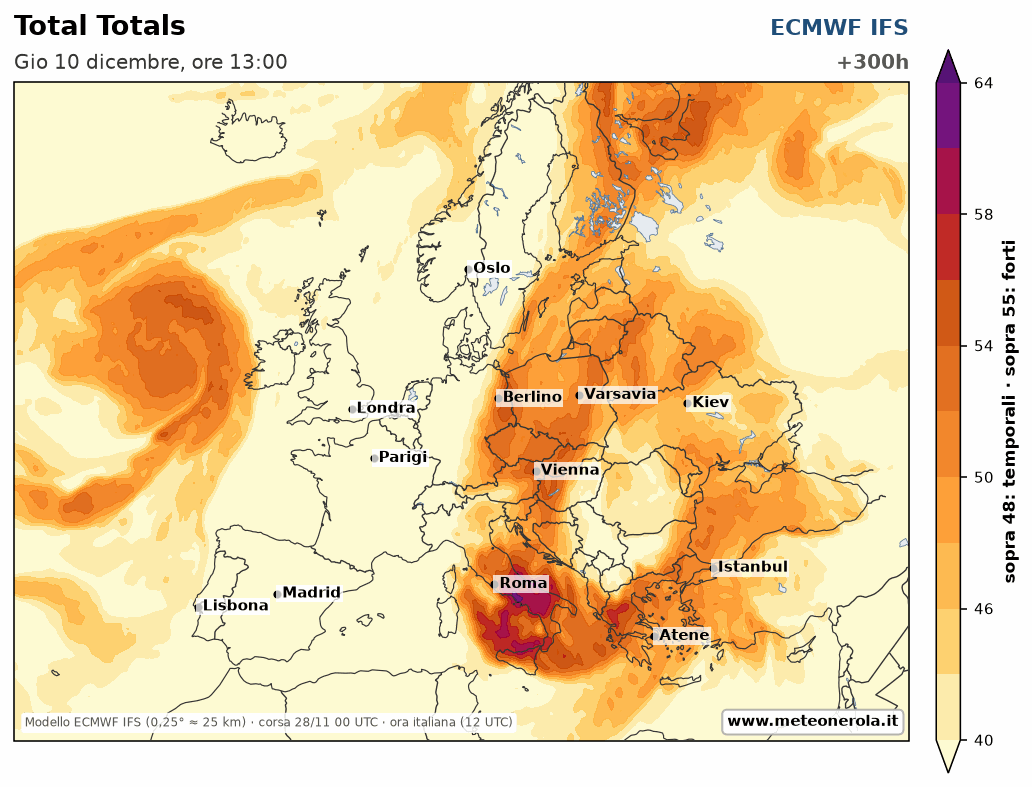 Total Totals
ECMWF IFS
Gio 10 dicembre, ore 13:00
+300h
64
58
54
50
46
40
sopra 48: temporali · sopra 55: forti
Oslo
Berlino
Varsavia
Kiev
Londra
Parigi
Vienna
Istanbul
Roma
Madrid
Lisbona
Atene
Modello ECMWF IFS (0,25° ≈ 25 km) · corsa 28/11 00 UTC · ora italiana (12 UTC)
www.meteonerola.it